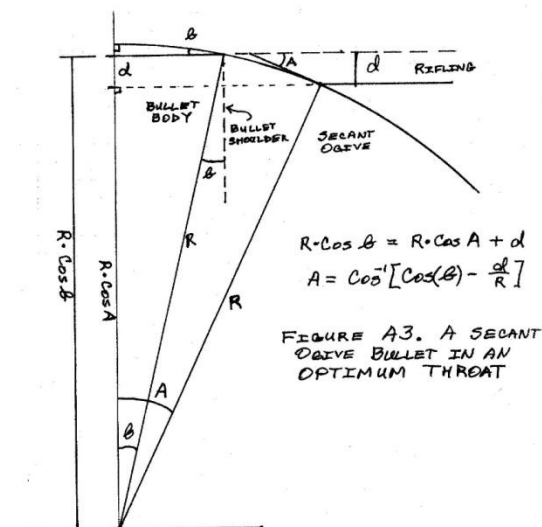 B
A
d
d
RIFLING
BULLET
BODY
BULLET
SHOULDER
SECANT
OGIVE
B
R·Cos B
R·CosA
R
R
R·Cos B = R·Cos A + d
A = Cos⁻¹[Cos(B) - d/R]
FIGURE A3. A SECANT
OGIVE BULLET IN AN
OPTIMUM THROAT
A
B